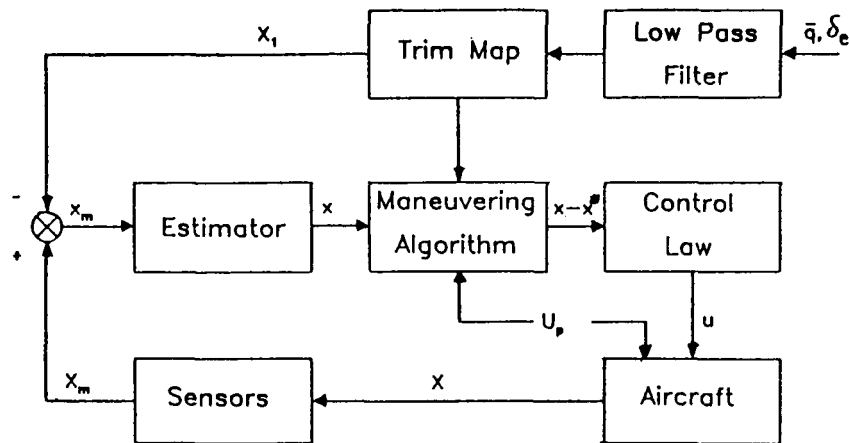 X₁
Trim Map
Low Pass
Filter
q̄, δₑ
-
xₘ
+
Estimator
x
Maneuvering
Algorithm
x-x*
Control
Law
Uₚ
u
Xₘ
Sensors
X
Aircraft